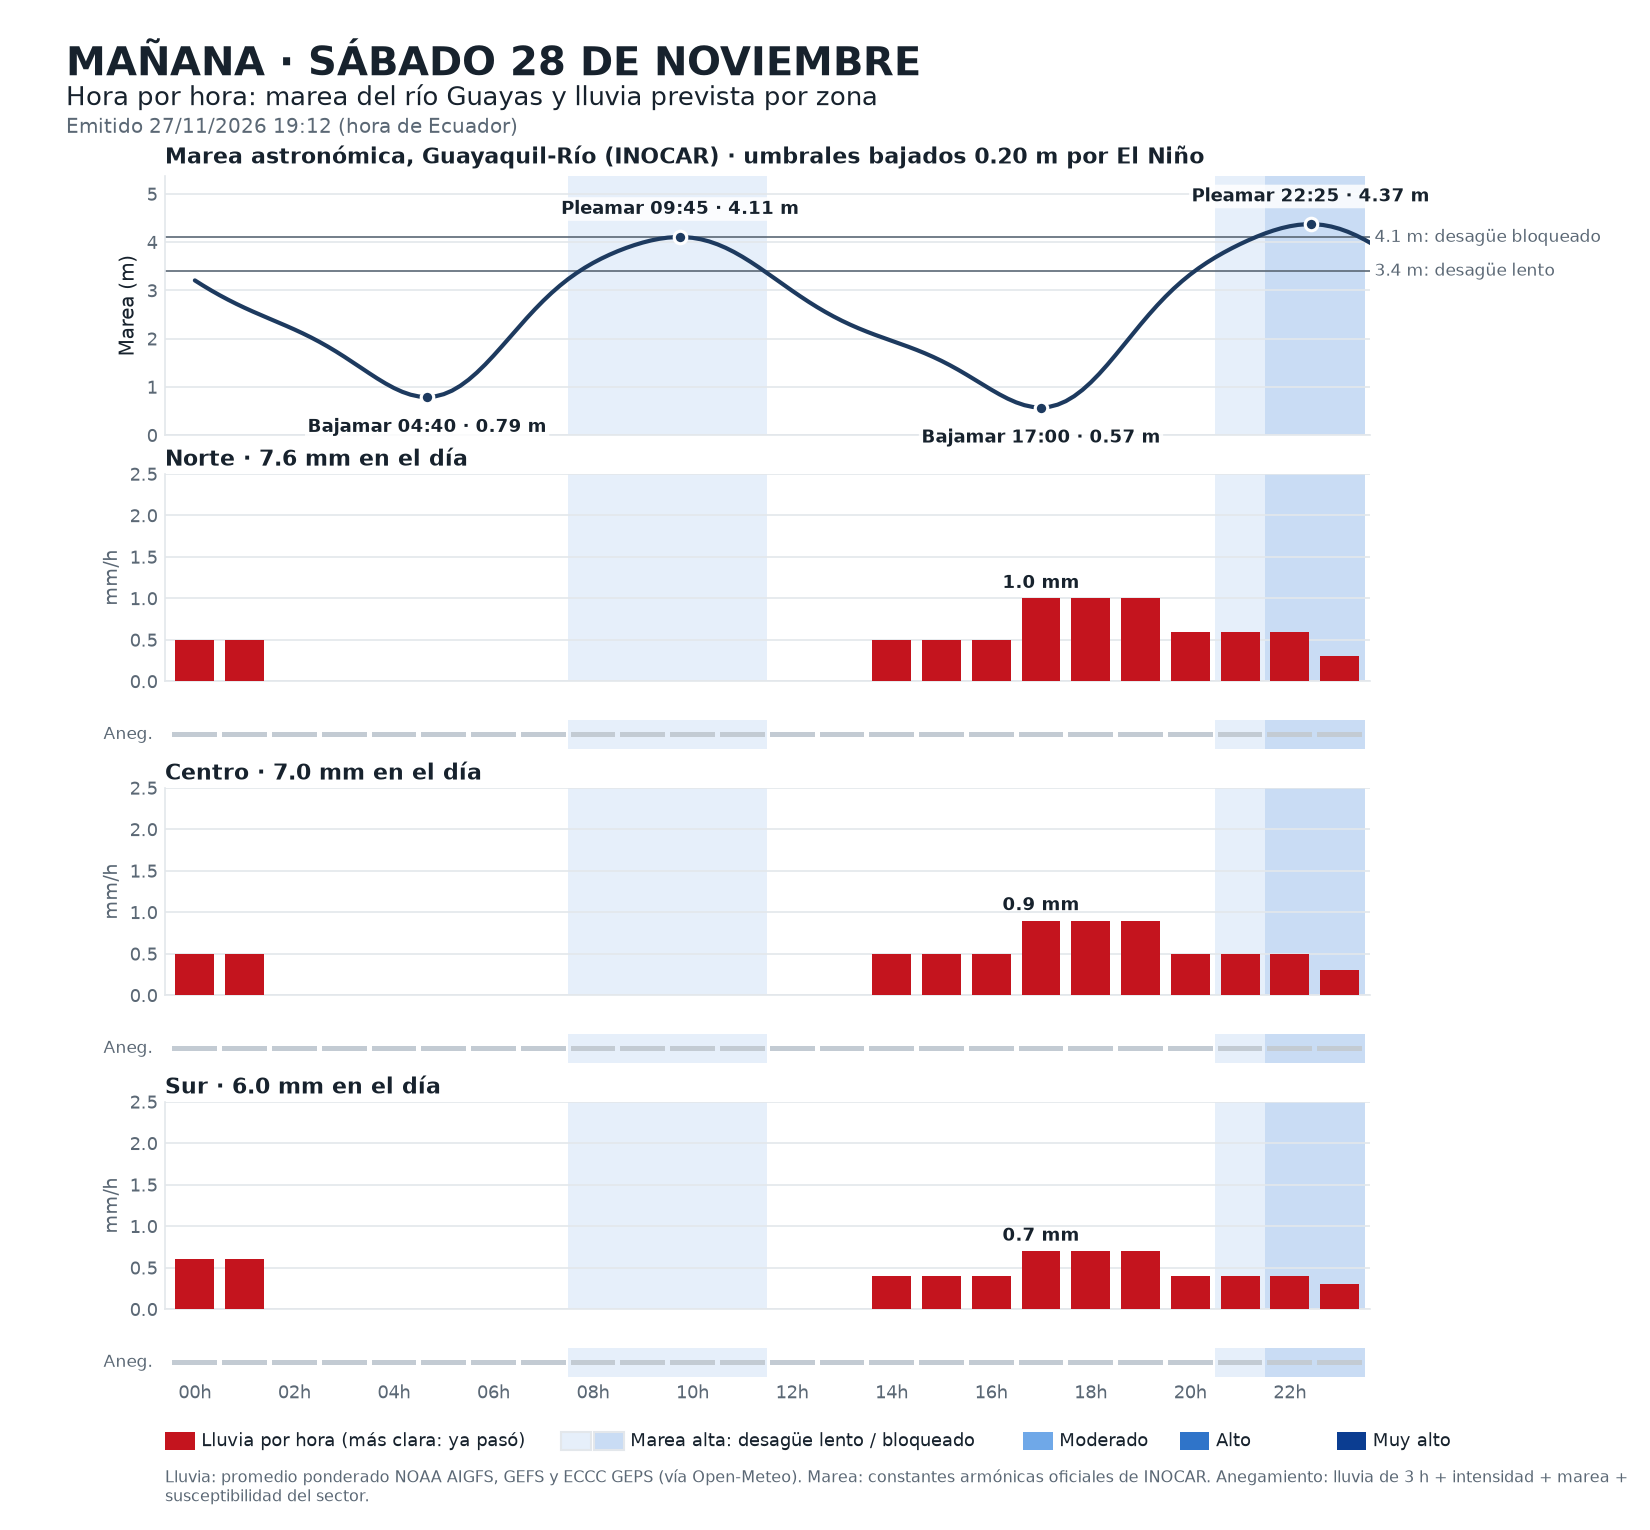 MAÑANA · SÁBADO 28 DE NOVIEMBRE
Hora por hora: marea del río Guayas y lluvia prevista por zona
Emitido 27/11/2026 19:12 (hora de Ecuador)
Marea astronómica, Guayaquil-Río (INOCAR) · umbrales bajados 0.20 m por El Niño
Marea (m)
5
4
3
2
1
0
Pleamar 09:45 · 4.11 m
Pleamar 22:25 · 4.37 m
4.1 m: desagüe bloqueado
3.4 m: desagüe lento
Bajamar 04:40 · 0.79 m
Bajamar 17:00 · 0.57 m
Norte · 7.6 mm en el día
mm/h
2.5
2.0
1.5
1.0
0.5
0.0
1.0 mm
Aneg.
Centro · 7.0 mm en el día
mm/h
2.5
2.0
1.5
1.0
0.5
0.0
0.9 mm
Aneg.
Sur · 6.0 mm en el día
mm/h
2.5
2.0
1.5
1.0
0.5
0.0
0.7 mm
Aneg.
00h 02h 04h 06h 08h 10h 12h 14h 16h 18h 20h 22h
Lluvia por hora (más clara: ya pasó) Marea alta: desagüe lento / bloqueado Moderado Alto Muy alto
Lluvia: promedio ponderado NOAA AIGFS, GEFS y ECCC GEPS (vía Open-Meteo). Marea: constantes armónicas oficiales de INOCAR. Anegamiento: lluvia de 3 h + intensidad + marea +
susceptibilidad del sector.